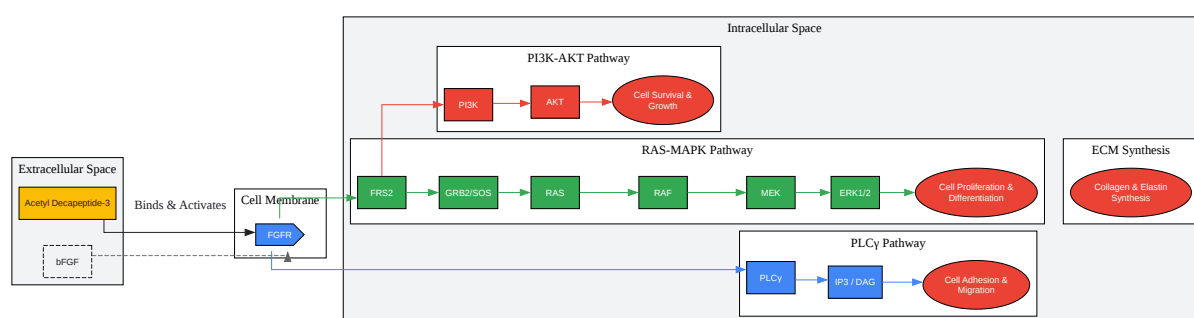 Intracellular Space
PI3K-AKT Pathway
PI3K
AKT
Cell Survival &
Growth
Extracellular Space
Acetyl Decapeptide-3
bFGF
Binds & Activates
Cell Membrane
FGFR
RAS-MAPK Pathway
FRS2
GRB2/SOS
RAS
RAF
MEK
ERK1/2
Cell Proliferation &
Differentiation
ECM Synthesis
Collagen & Elastin
Synthesis
PLCγ Pathway
PLCγ
IP3 / DAG
Cell Adhesion &
Migration